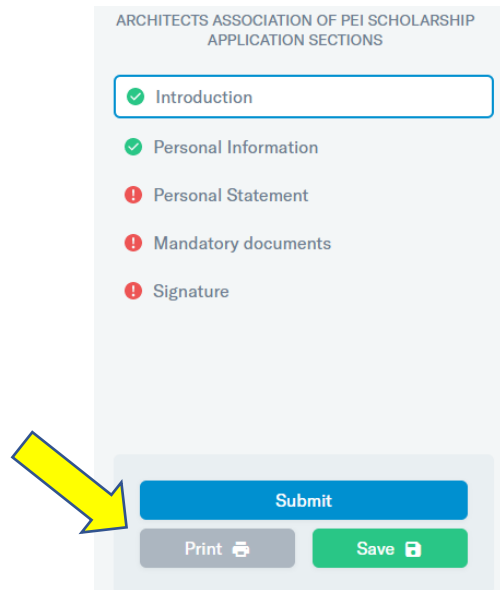 ARCHITECTS ASSOCIATION OF PEI SCHOLARSHIP
APPLICATION SECTIONS
Introduction
Personal Information
Personal Statement
Mandatory documents
Signature
Submit
Print
Save